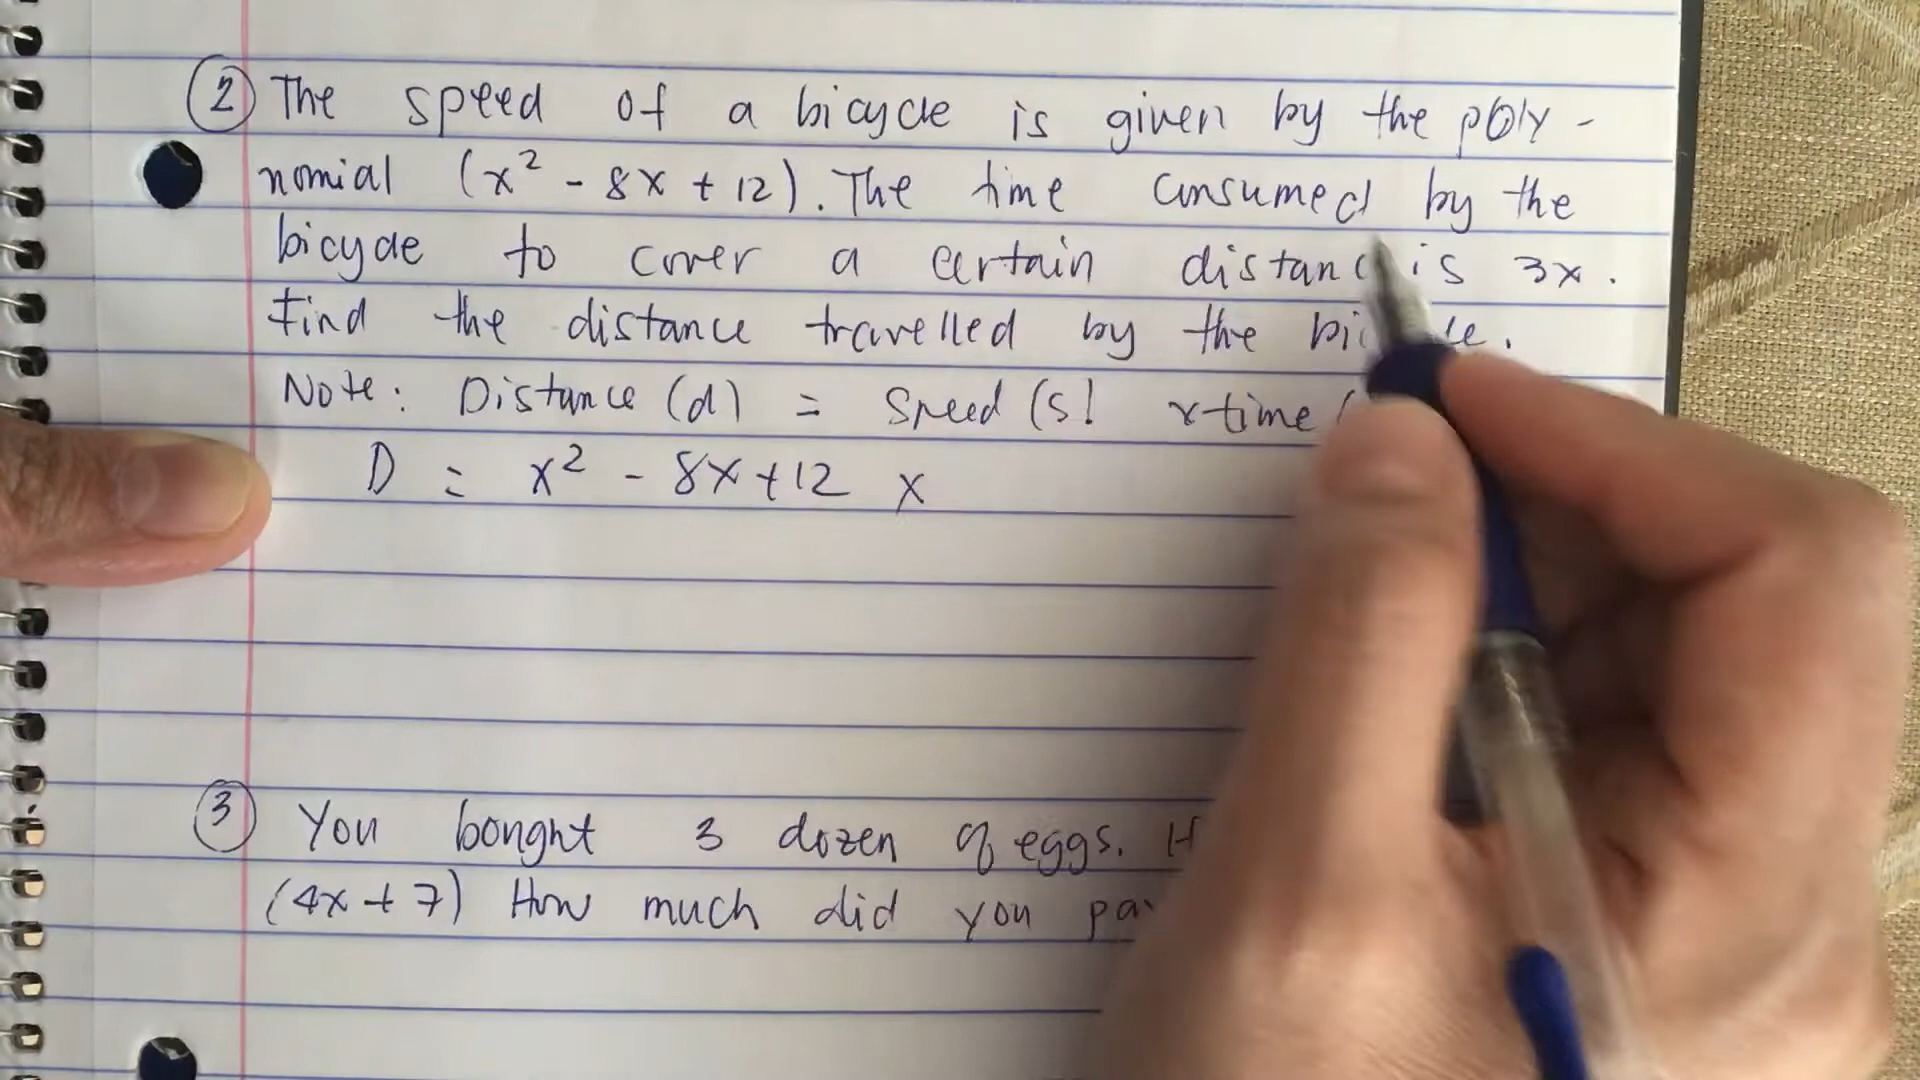 2 The speed of a bicycle is given by the poly-
nomial (x² - 8x + 12). The time consumed by the
bicycle to cover a certain distanc is 3x.
Find the distance travelled by the
Note: Distance (d) = Speed (s) x time (
D = x² - 8x + 12 x
3 You bought 3 dozen of eggs.
(4x + 7) How much did you